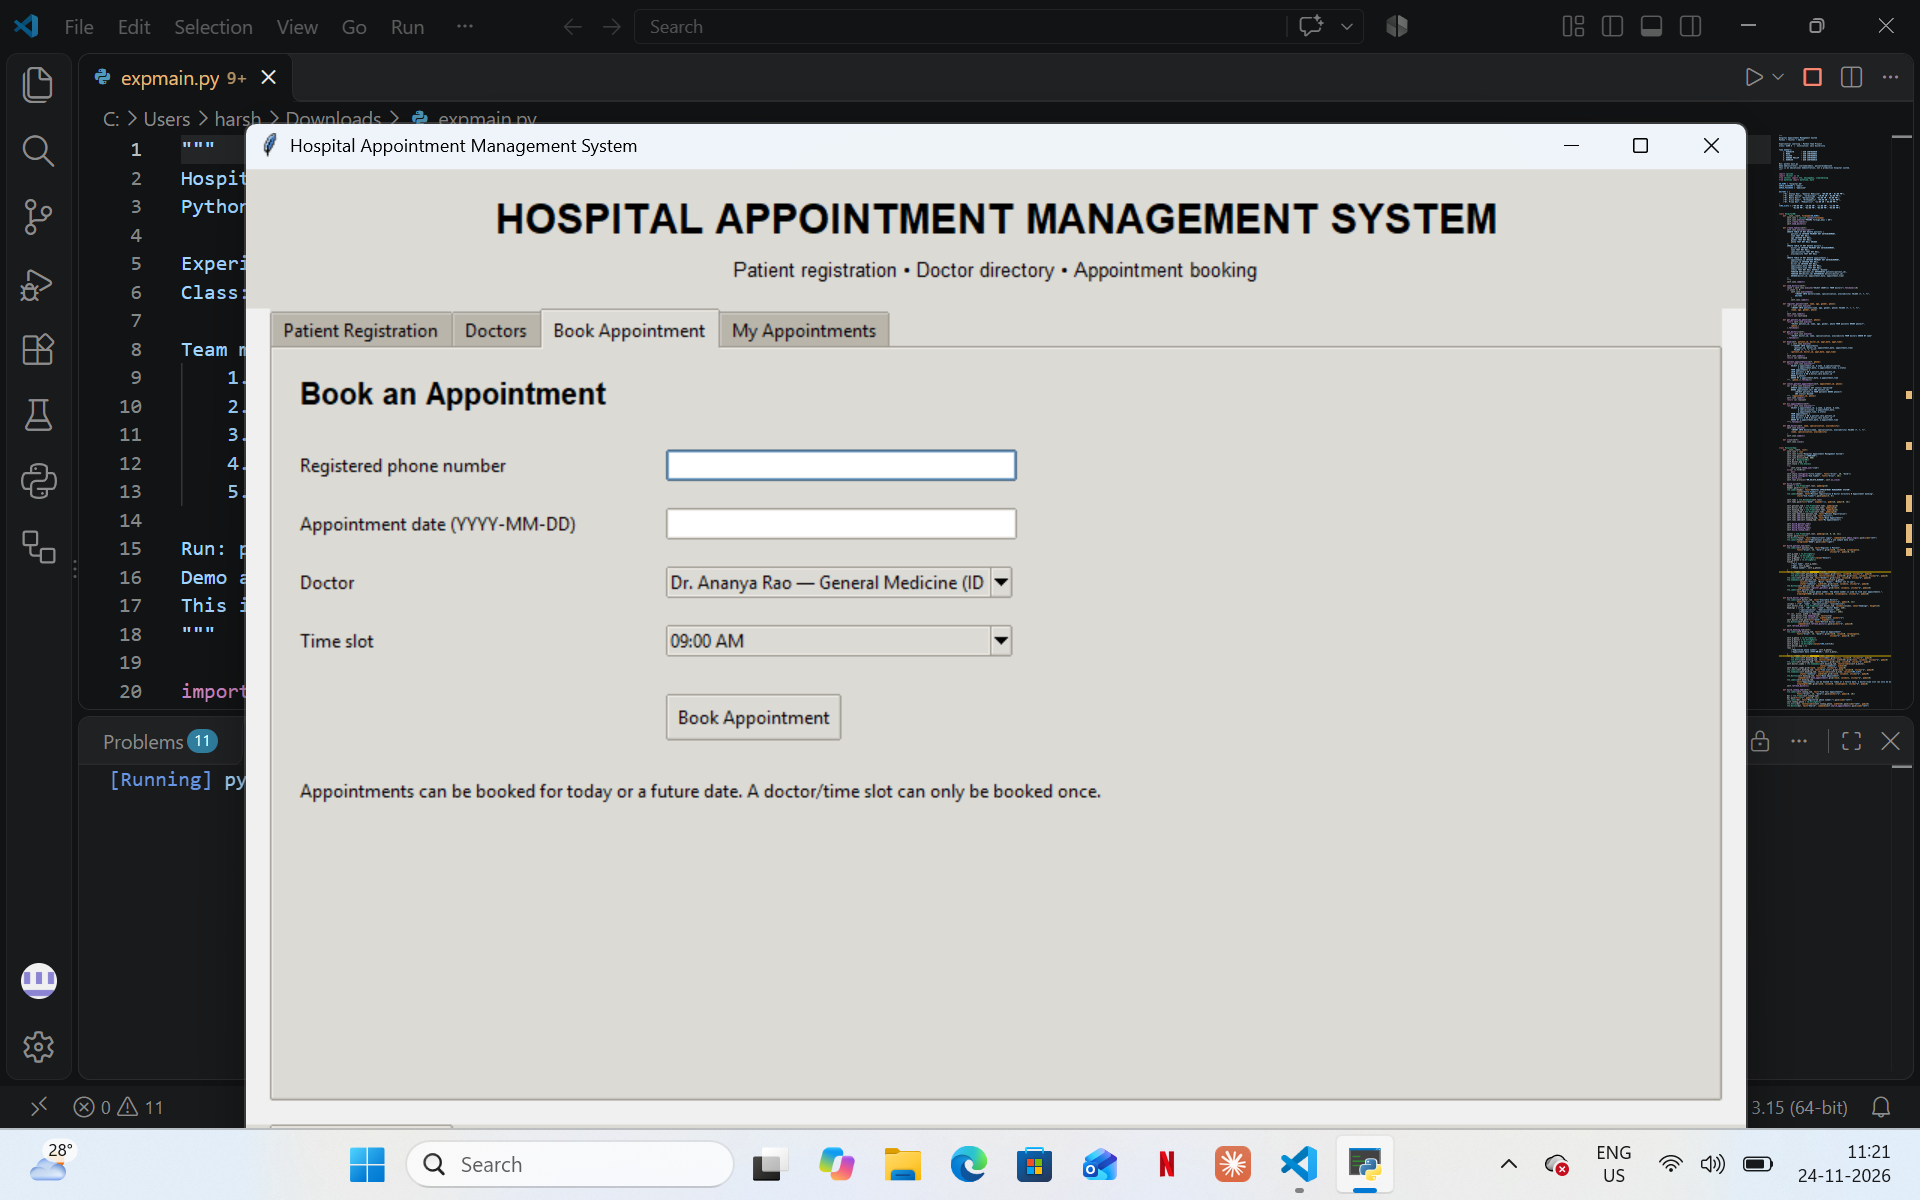 File Edit Selection View Go Run ··· Search
expmain.py 9+
C: > Users > harsh > Downloads > expmain.py
Hospital Appointment Management System
HOSPITAL APPOINTMENT MANAGEMENT SYSTEM
Patient registration • Doctor directory • Appointment booking
Patient Registration Doctors Book Appointment My Appointments
Book an Appointment
Registered phone number
Appointment date (YYYY-MM-DD)
Doctor Dr. Ananya Rao — General Medicine (ID
Time slot 09:00 AM
Book Appointment
Appointments can be booked for today or a future date. A doctor/time slot can only be booked once.
1 """
2 Hospit
3 Python
4
5 Experi
6 Class:
7
8 Team m
9 1.
10 2.
11 3.
12 4.
13 5.
14
15 Run: p
16 Demo a
17 This i
18 """
19
20 import
Problems 11
[Running] py
0 11
3.15 (64-bit)
28°
Search
N
ENG
US
11:21
24-11-2026